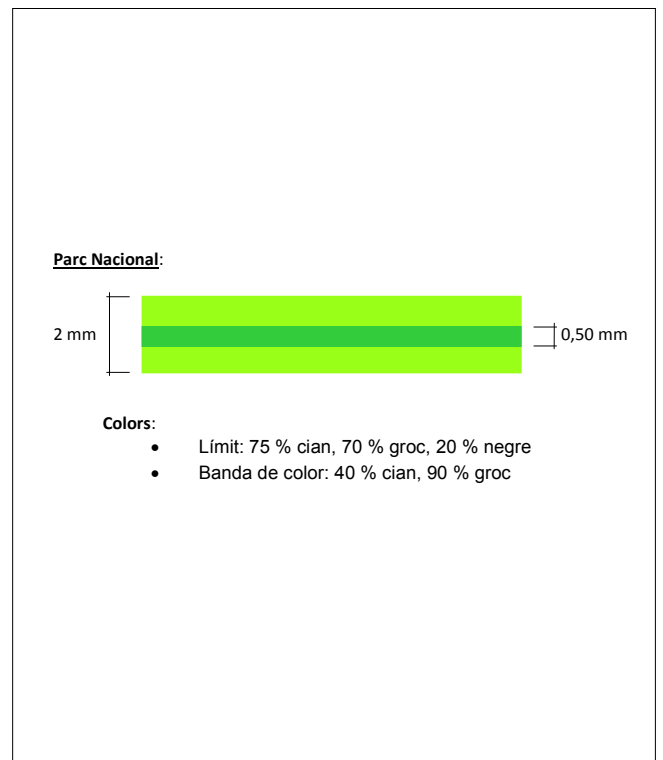 Parc Nacional:
2 mm
0,50 mm
Colors:
• Límit: 75 % cian, 70 % groc, 20 % negre
• Banda de color: 40 % cian, 90 % groc